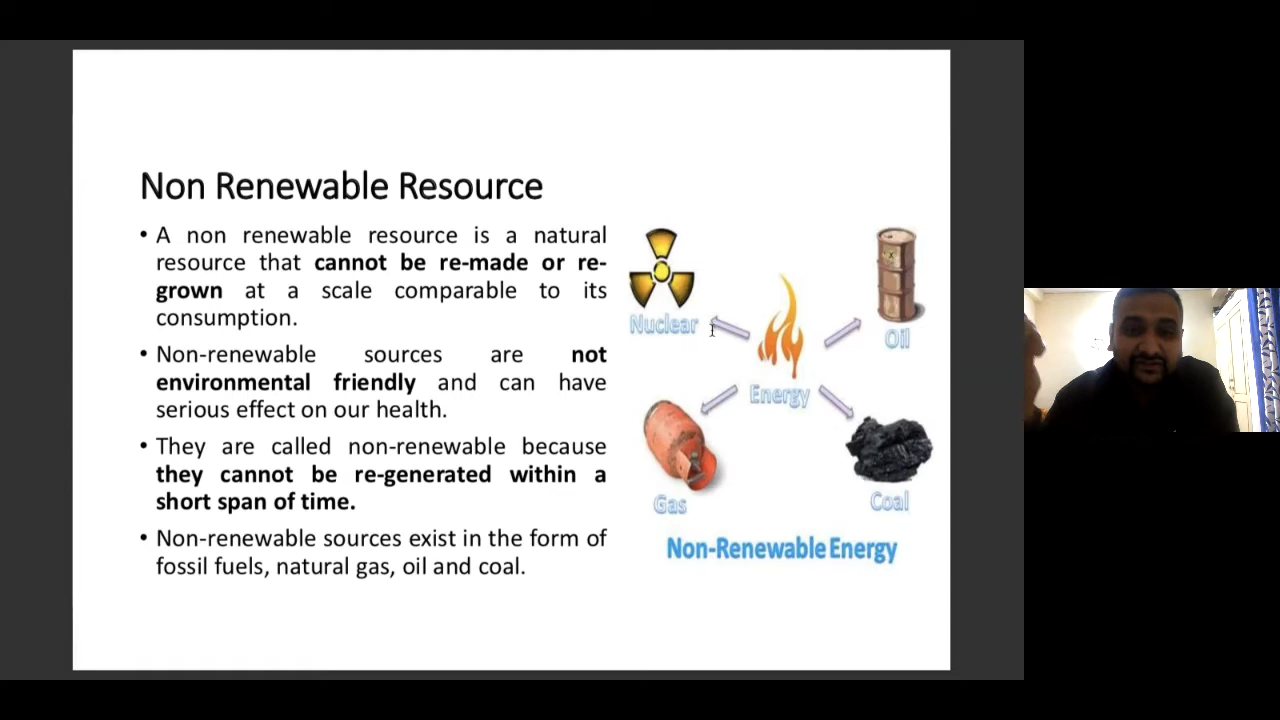 Non Renewable Resource
• A non renewable resource is a natural
resource that cannot be re-made or re-
grown at a scale comparable to its
consumption.
• Non-renewable sources are not
environmental friendly and can have
serious effect on our health.
• They are called non-renewable because
they cannot be re-generated within a
short span of time.
• Non-renewable sources exist in the form of
fossil fuels, natural gas, oil and coal.
Nuclear
Oil
Energy
Gas
Coal
Non-Renewable Energy